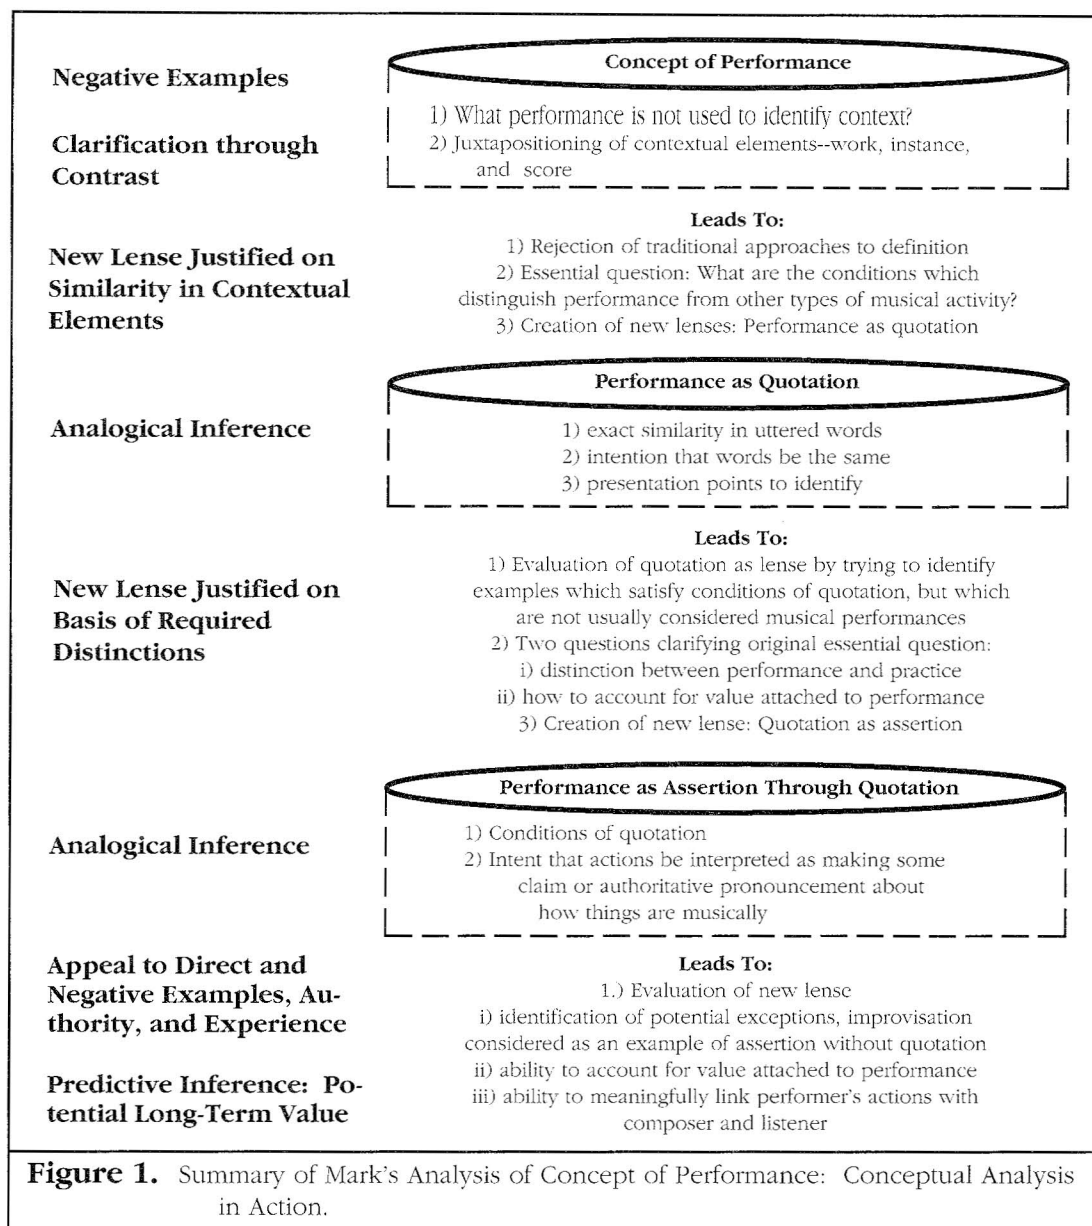 Negative Examples
Concept of Performance
1) What performance is not used to identify context?
Clarification through
Contrast
2) Juxtapositioning of contextual elements--work, instance,
and score
New Lense Justified on
Similarity in Contextual
Elements
Leads To:
1) Rejection of traditional approaches to definition
2) Essential question: What are the conditions which
distinguish performance from other types of musical activity?
3) Creation of new lenses: Performance as quotation
Analogical Inference
Performance as Quotation
1) exact similarity in uttered words
2) intention that words be the same
3) presentation points to identify
New Lense Justified on
Basis of Required
Distinctions
Leads To:
1) Evaluation of quotation as lense by trying to identify
examples which satisfy conditions of quotation, but which
are not usually considered musical performances
2) Two questions clarifying original essential question:
i) distinction between performance and practice
ii) how to account for value attached to performance
3) Creation of new lense: Quotation as assertion
Analogical Inference
Performance as Assertion Through Quotation
1) Conditions of quotation
2) Intent that actions be interpreted as making some
claim or authoritative pronouncement about
how things are musically
Appeal to Direct and
Negative Examples, Au-
thority, and Experience
Predictive Inference: Po-
tential Long-Term Value
Leads To:
1.) Evaluation of new lense
i) identification of potential exceptions, improvisation
considered as an example of assertion without quotation
ii) ability to account for value attached to performance
iii) ability to meaningfully link performer's actions with
composer and listener
Figure 1. Summary of Mark's Analysis of Concept of Performance: Conceptual Analysis
in Action.